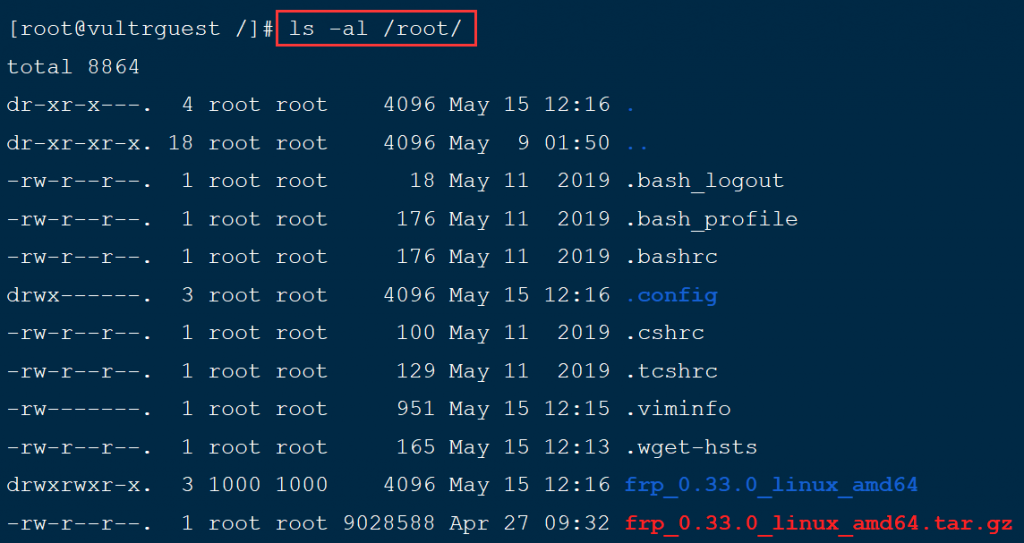 [root@vultrguest /]# ls -al /root/
total 8864
dr-xr-x---.  4 root root    4096 May 15 12:16 .
dr-xr-xr-x. 18 root root    4096 May  9 01:50 ..
-rw-r--r--.  1 root root      18 May 11  2019 .bash_logout
-rw-r--r--.  1 root root     176 May 11  2019 .bash_profile
-rw-r--r--.  1 root root     176 May 11  2019 .bashrc
drwx------.  3 root root    4096 May 15 12:16 .config
-rw-r--r--.  1 root root     100 May 11  2019 .cshrc
-rw-r--r--.  1 root root     129 May 11  2019 .tcshrc
-rw-------.  1 root root     951 May 15 12:15 .viminfo
-rw-r--r--.  1 root root     165 May 15 12:13 .wget-hsts
drwxrwxr-x.  3 1000 1000    4096 May 15 12:16 frp_0.33.0_linux_amd64
-rw-r--r--.  1 root root 9028588 Apr 27 09:32 frp_0.33.0_linux_amd64.tar.gz